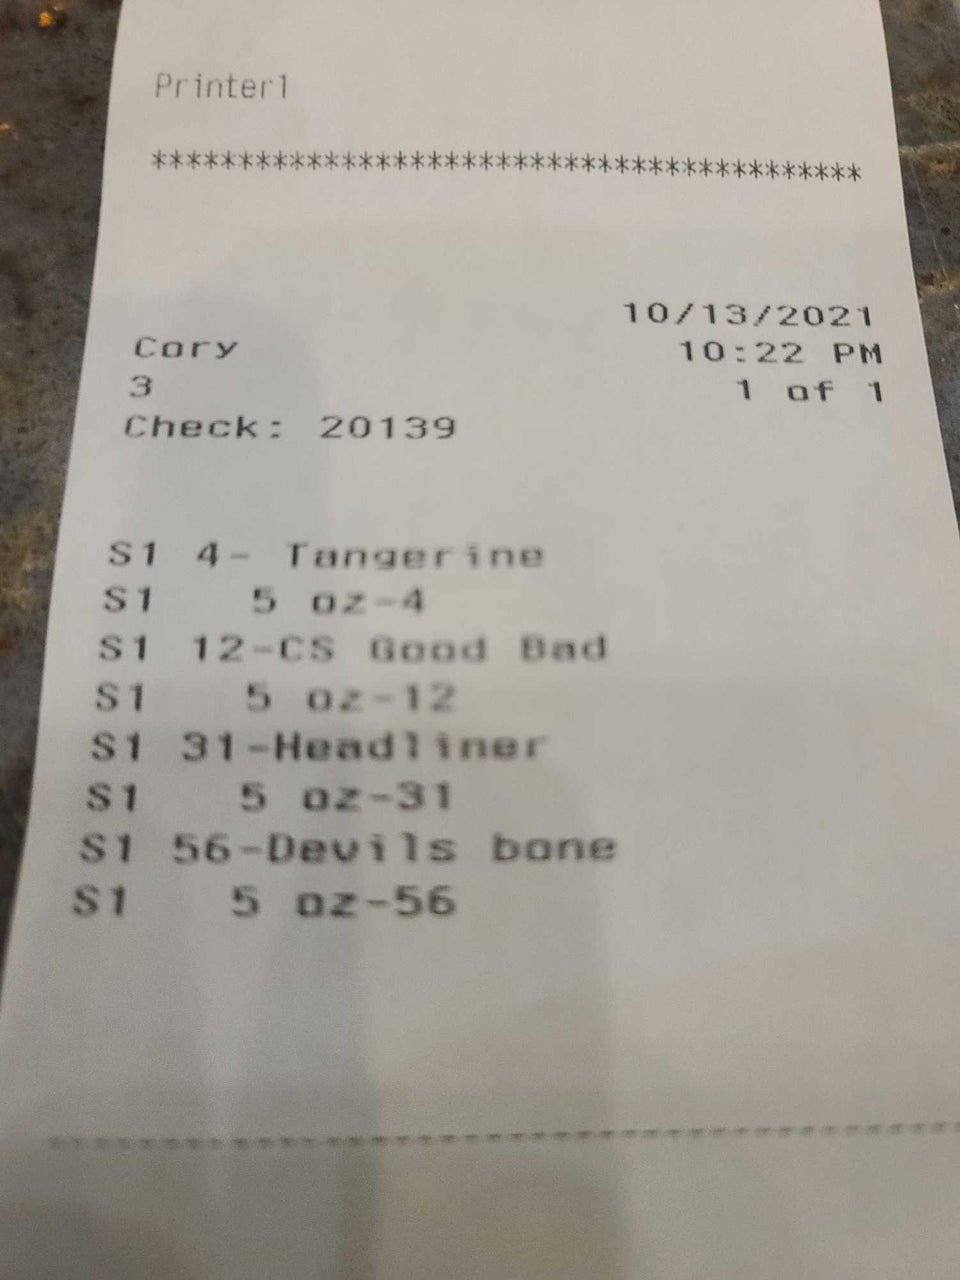 Printer1
*****************************************
10/13/2021
Cory
10:22 PM
3
1 of 1
Check: 20139
S1 4- Tangerine
S1 5 oz-4
S1 12-CS Good Bad
S1 5 oz-12
S1 31-Headliner
S1 5 oz-31
S1 56-Devils bone
S1 5 oz-56